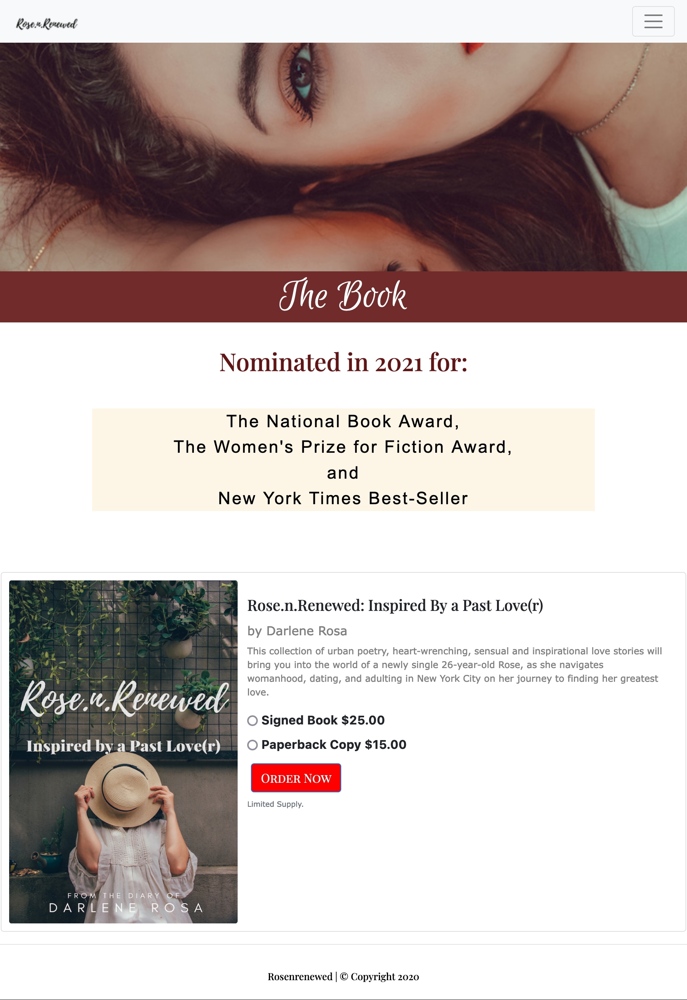 Rose.n.Renewed
The Book
Nominated in 2021 for:
The National Book Award,
The Women's Prize for Fiction Award,
and
New York Times Best-Seller
Rose.n.Renewed
Inspired by a Past Love(r)
FROM THE DIARY OF
DARLENE ROSA
Rose.n.Renewed: Inspired By a Past Love(r)
by Darlene Rosa
This collection of urban poetry, heart-wrenching, sensual and inspirational love stories will
bring you into the world of a newly single 26-year-old Rose, as she navigates
womanhood, dating, and adulting in New York City on her journey to finding her greatest
love.
Signed Book $25.00
Paperback Copy $15.00
Order Now
Limited Supply.
Rosenrenewed | © Copyright 2020